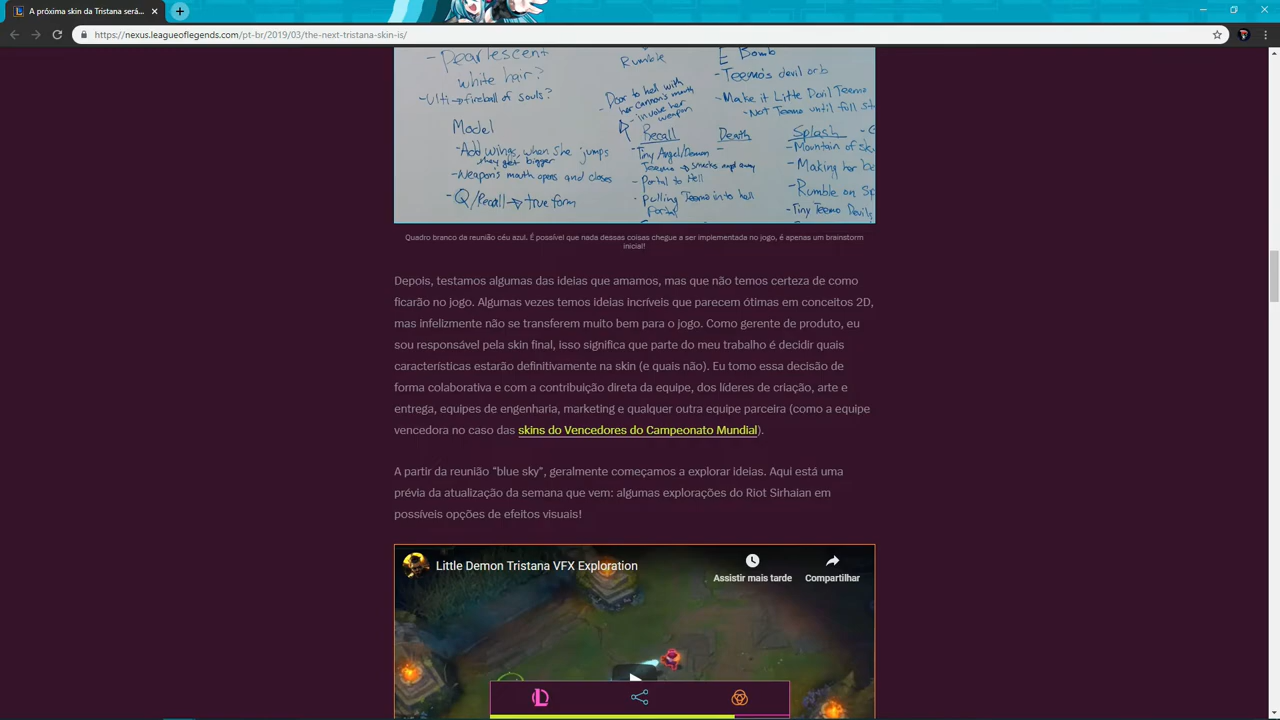 A próxima skin da Tristana será...
https://nexus.leagueoflegends.com/pt-br/2019/03/the-next-tristana-skin-is/
- pearlescent
white hair?
- Ulti → fireball of souls?
Model
- Add wings, when she jumps
they get bigger
- Weapon's mouth opens and closes
- Q/Recall → true form
Rumble
- Door to hell with
her cannon's mouth
- invoke her
weapon
Recall
- Tiny Angel/Demon
Teemos → smacks angel away
- Portal to Hell
- Pulling Teemo into hell
Portal
Death
-
E Bomb
- Teemo's devil orb
- Make it Little Devil Teemo
- Not Teemo until full st
Splash
- Mountain of sk
- Making her b
- Rumble on Sp
- Tiny Teemo Devils
Quadro branco da reunião céu azul. É possível que nada dessas coisas chegue a ser implementada no jogo, é apenas um brainstorm
inicial!
Depois, testamos algumas das ideias que amamos, mas que não temos certeza de como
ficarão no jogo. Algumas vezes temos ideias incríveis que parecem ótimas em conceitos 2D,
mas infelizmente não se transferem muito bem para o jogo. Como gerente de produto, eu
sou responsável pela skin final, isso significa que parte do meu trabalho é decidir quais
características estarão definitivamente na skin (e quais não). Eu tomo essa decisão de
forma colaborativa e com a contribuição direta da equipe, dos líderes de criação, arte e
entrega, equipes de engenharia, marketing e qualquer outra equipe parceira (como a equipe
vencedora no caso das skins do Vencedores do Campeonato Mundial).
A partir da reunião "blue sky", geralmente começamos a explorar ideias. Aqui está uma
prévia da atualização da semana que vem: algumas explorações do Riot Sirhaian em
possíveis opções de efeitos visuais!
Little Demon Tristana VFX Exploration
Assistir mais tarde
Compartilhar